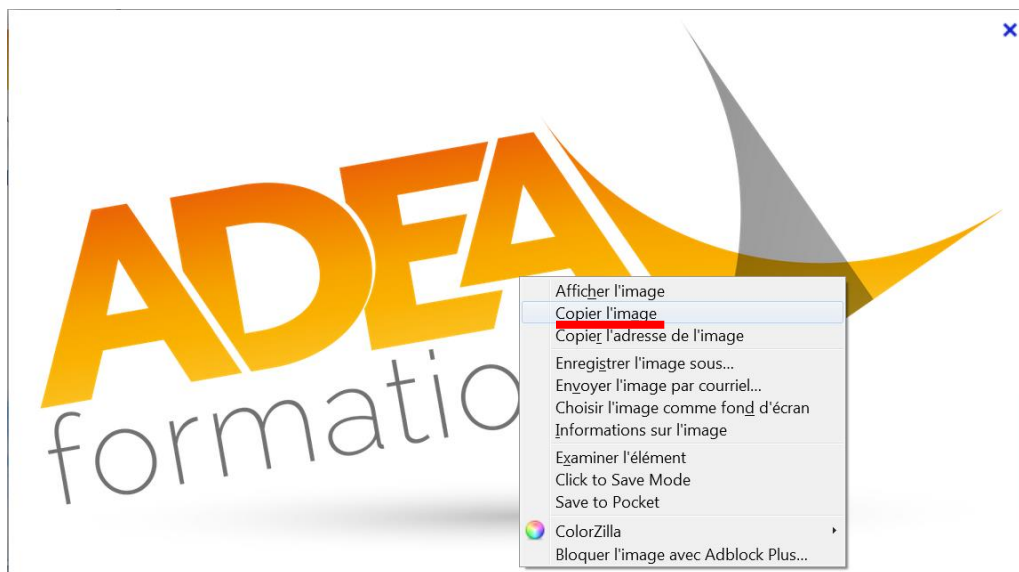 ADEA
formatio
Afficher l'image
Copier l'image
Copier l'adresse de l'image
Enregistrer l'image sous...
Envoyer l'image par courriel...
Choisir l'image comme fond d'écran
Informations sur l'image
Examiner l'élément
Click to Save Mode
Save to Pocket
ColorZilla
Bloquer l'image avec Adblock Plus...